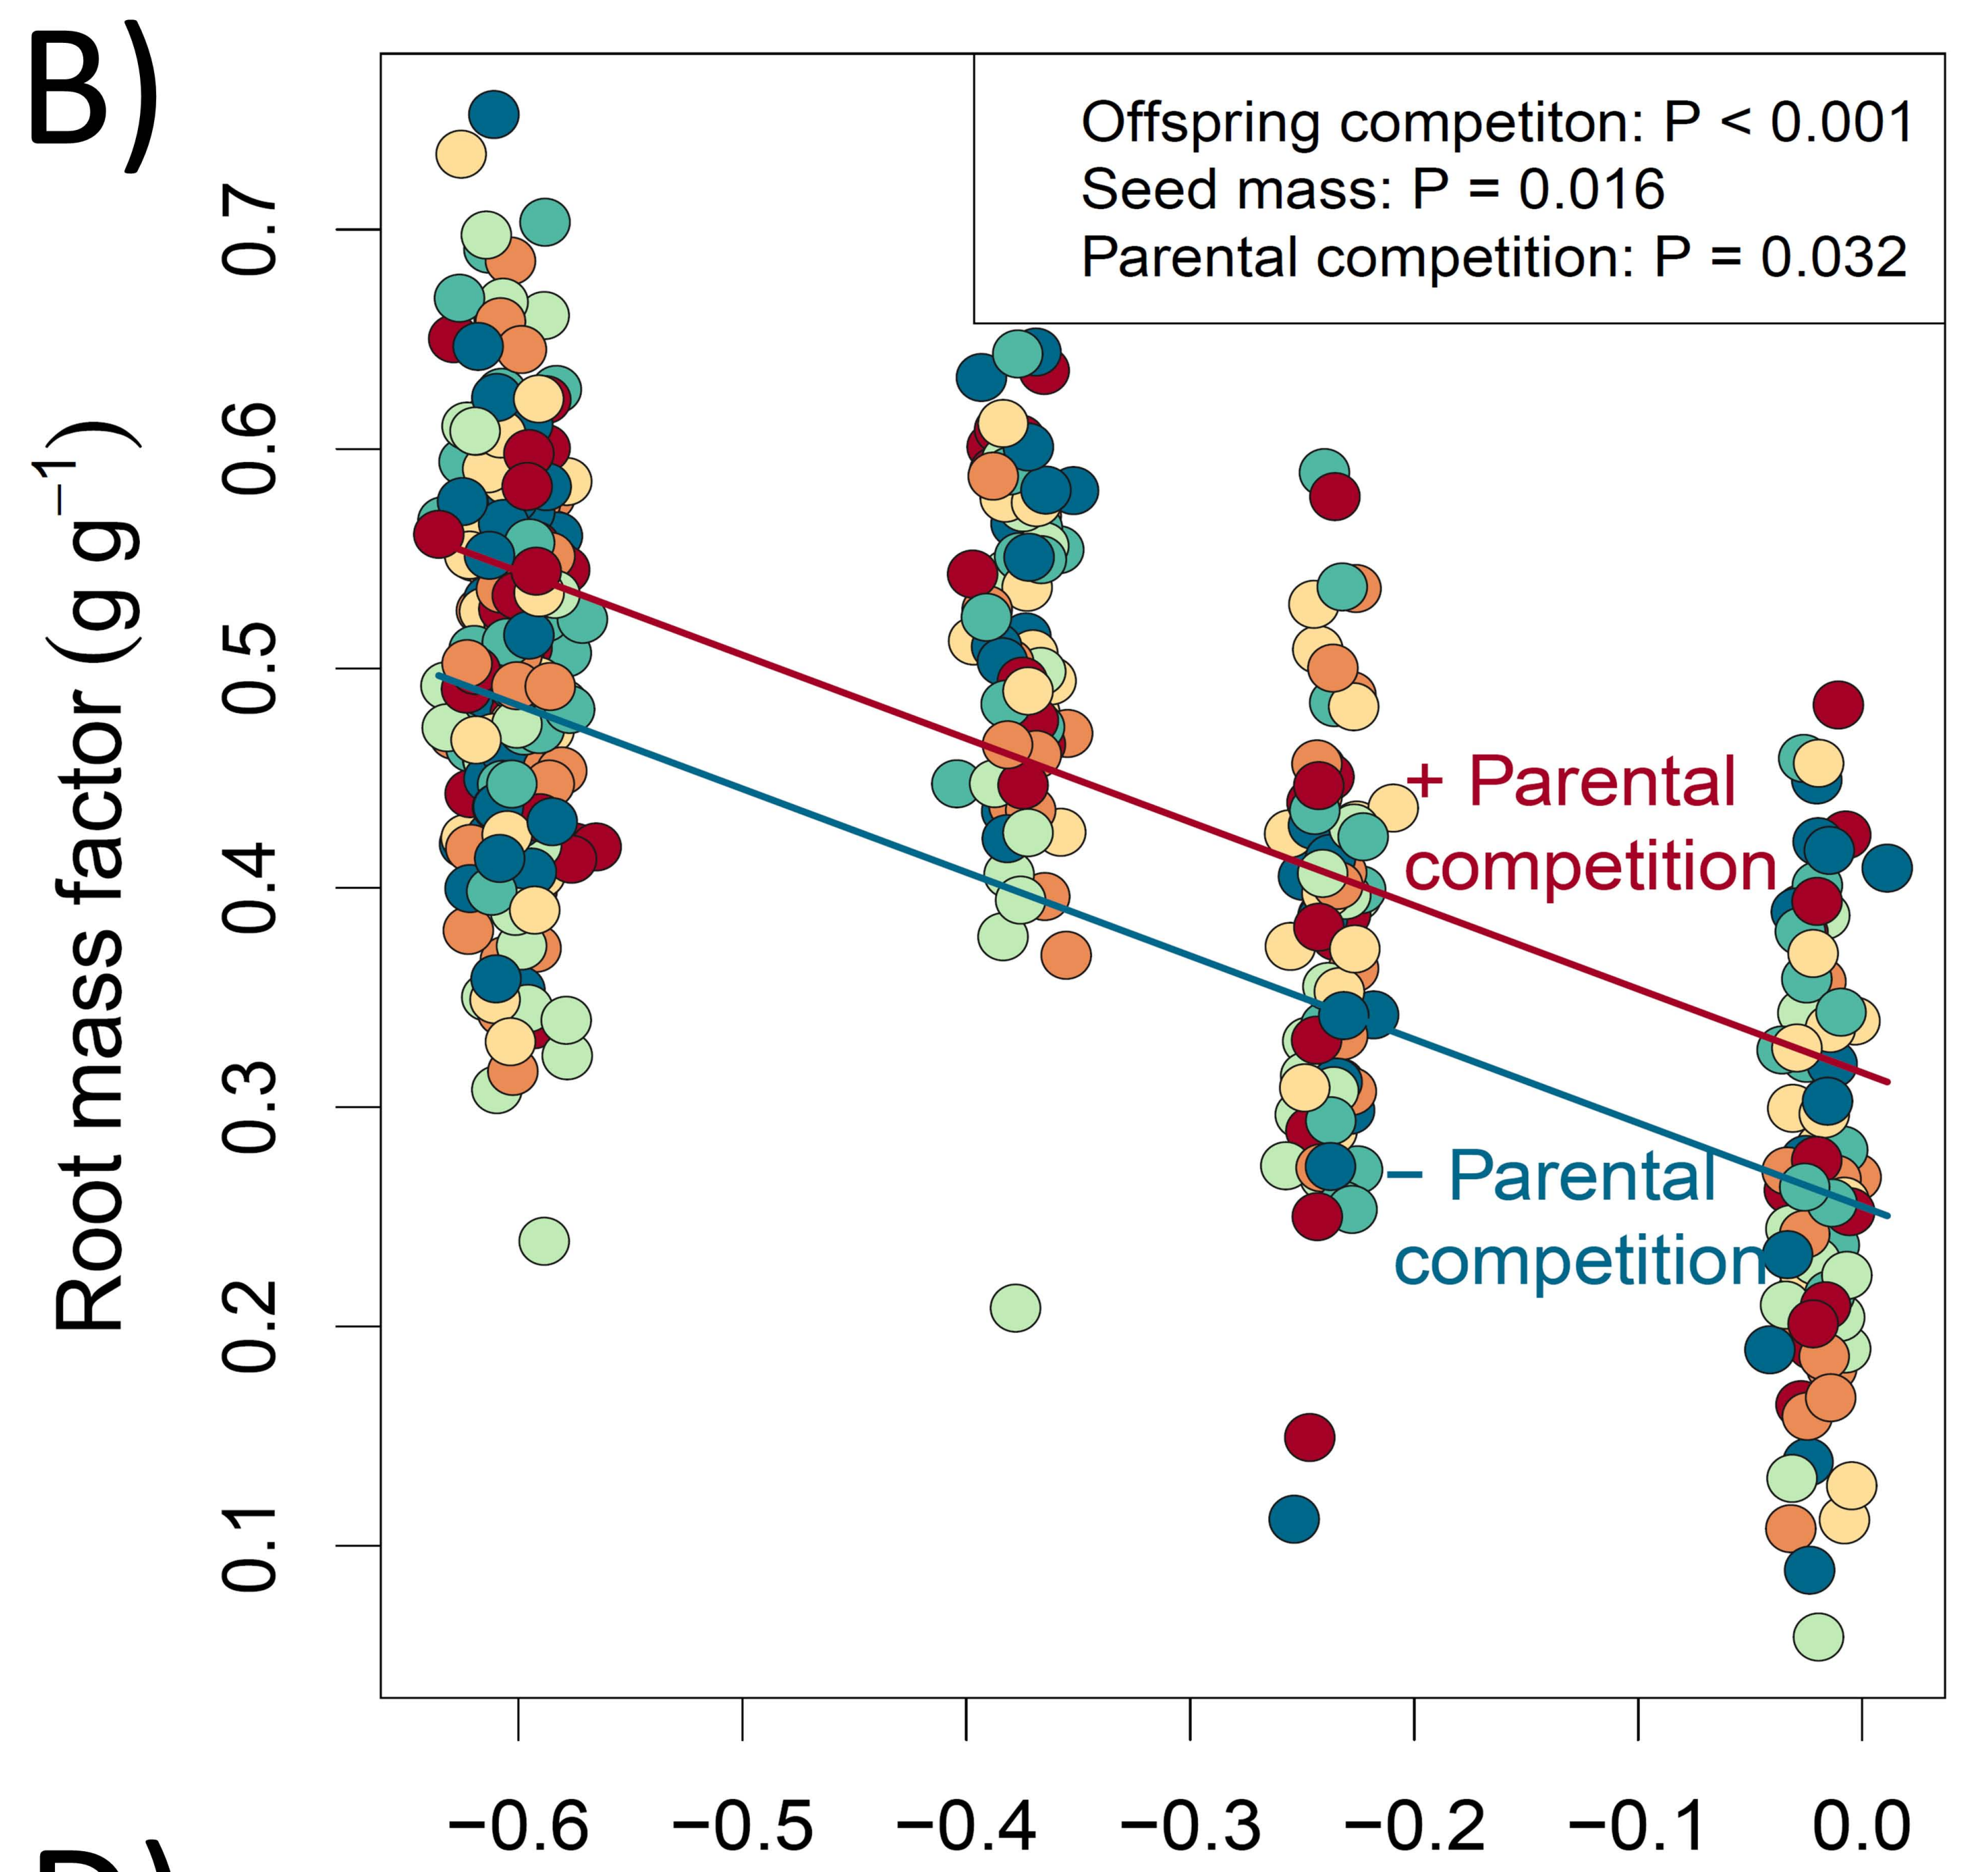 B)
Offspring competiton: P < 0.001
Seed mass: P = 0.016
Parental competition: P = 0.032
Root mass factor (g g⁻¹)
0.7
0.6
0.5
0.4
0.3
0.2
0.1
+ Parental
competition
− Parental
competition
−0.6 −0.5 −0.4 −0.3 −0.2 −0.1 0.0